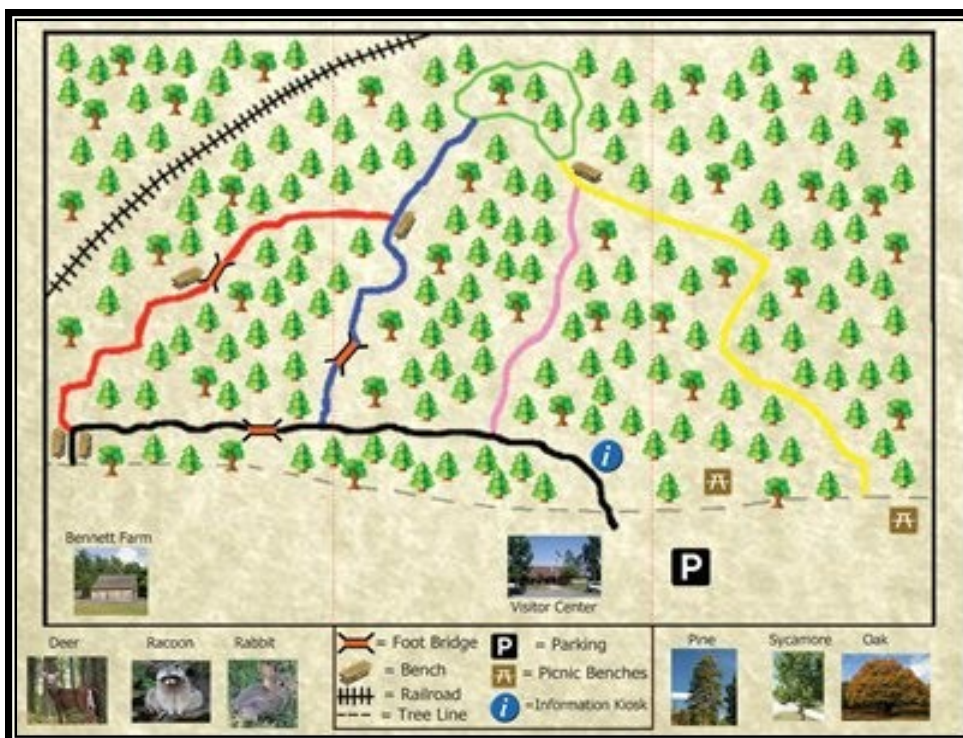 Bennett Farm
i
P
Visitor Center
Deer
Racoon
Rabbit
= Foot Bridge
= Bench
= Railroad
= Tree Line
P = Parking
= Picnic Benches
i =Information Kiosk
Pine
Sycamore
Oak